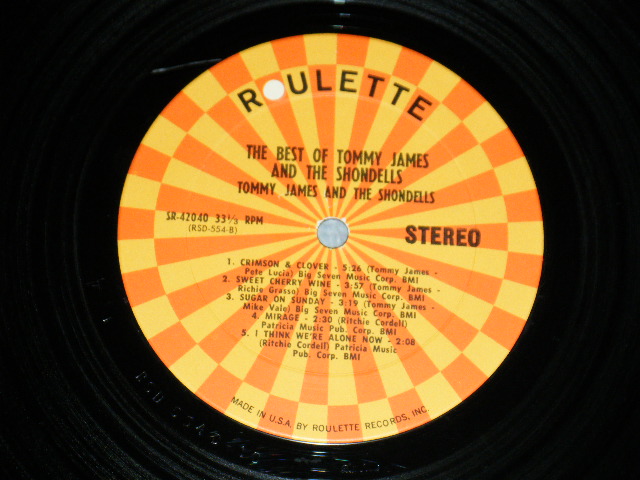 ROULETTE
THE BEST OF TOMMY JAMES
AND THE SHONDELLS
TOMMY JAMES AND THE SHONDELLS
SR-42040 33⅓ RPM
(RSD-554-B)
STEREO
1. CRIMSON & CLOVER - 5:26 (Tommy James -
Pete Lucia) Big Seven Music Corp. BMI
2. SWEET CHERRY WINE - 3:57 (Tommy James -
Richie Grasso) Big Seven Music Corp. BMI
3. SUGAR ON SUNDAY - 3:19 (Tommy James -
Mike Vale) Big Seven Music Corp. BMI
4. MIRAGE - 2:30 (Ritchie Cordell)
Patricia Music Pub. Corp. BMI
5. I THINK WE'RE ALONE NOW - 2:08
(Ritchie Cordell) Patricia Music
Pub. Corp. BMI
MADE IN U.S.A. BY ROULETTE RECORDS, INC.